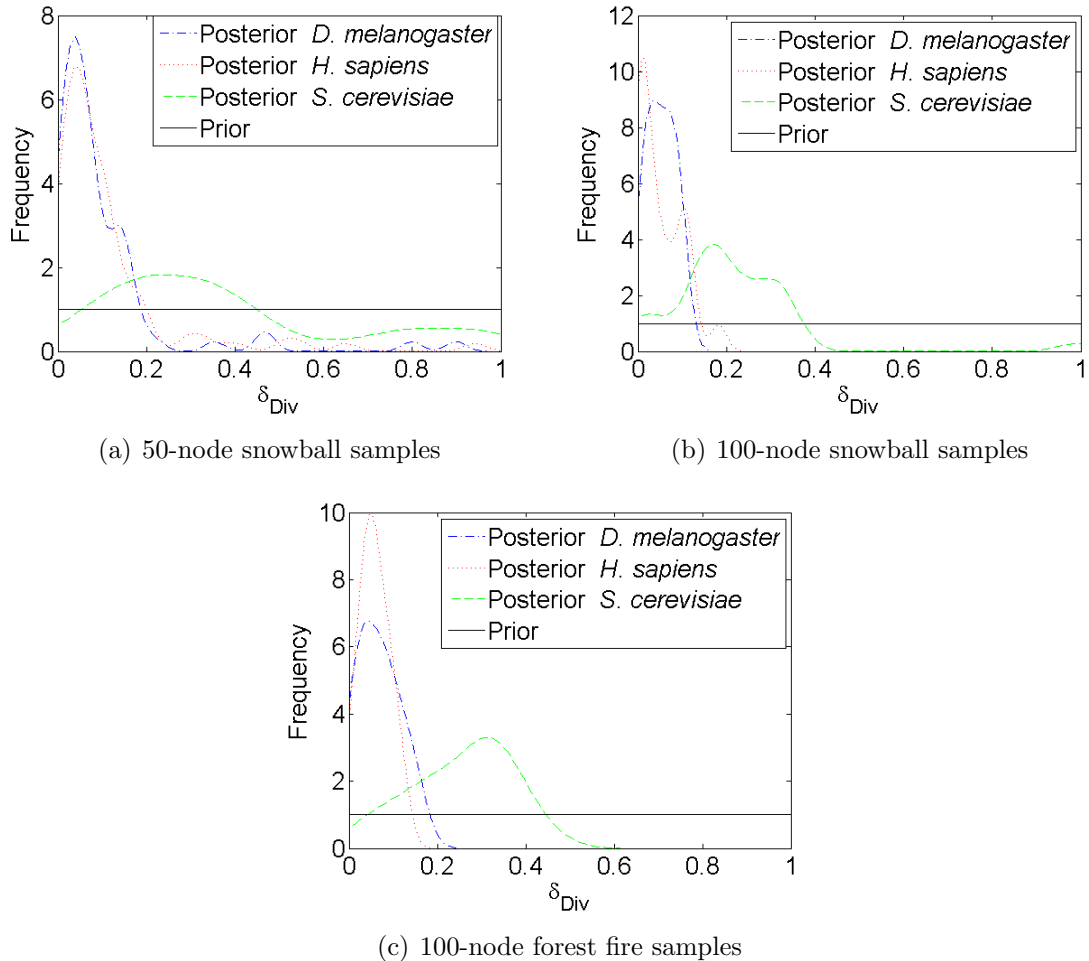 8
6
4
2
0
Frequency
Posterior D. melanogaster
Posterior H. sapiens
Posterior S. cerevisiae
Prior
0 0.2 0.4 0.6 0.8 1
δDiv
(a) 50-node snowball samples
12
10
8
6
4
2
0
Frequency
Posterior D. melanogaster
Posterior H. sapiens
Posterior S. cerevisiae
Prior
0 0.2 0.4 0.6 0.8 1
δDiv
(b) 100-node snowball samples
10
8
6
4
2
0
Frequency
Posterior D. melanogaster
Posterior H. sapiens
Posterior S. cerevisiae
Prior
0 0.2 0.4 0.6 0.8 1
δDiv
(c) 100-node forest fire samples